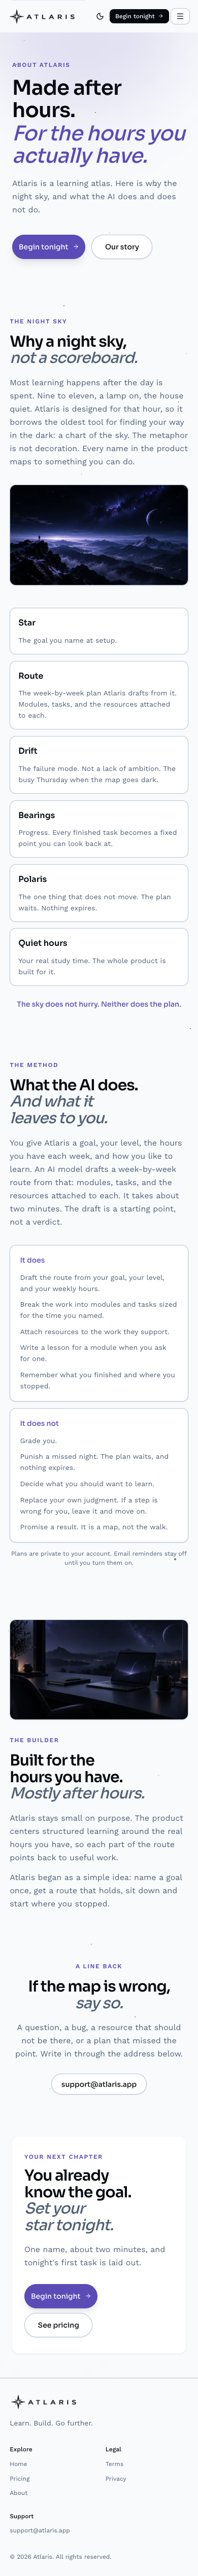 ATLARIS
Begin tonight →
ABOUT ATLARIS
Made after
hours.
For the hours you
actually have.
Atlaris is a learning atlas. Here is why the
night sky, and what the AI does and does
not do.
Begin tonight →
Our story
THE NIGHT SKY
Why a night sky,
not a scoreboard.
Most learning happens after the day is
spent. Nine to eleven, a lamp on, the house
quiet. Atlaris is designed for that hour, so it
borrows the oldest tool for finding your way
in the dark: a chart of the sky. The metaphor
is not decoration. Every name in the product
maps to something you can do.
Star
The goal you name at setup.
Route
The week-by-week plan Atlaris drafts from it.
Modules, tasks, and the resources attached
to each.
Drift
The failure mode. Not a lack of ambition. The
busy Thursday when the map goes dark.
Bearings
Progress. Every finished task becomes a fixed
point you can look back at.
Polaris
The one thing that does not move. The plan
waits. Nothing expires.
Quiet hours
Your real study time. The whole product is
built for it.
The sky does not hurry. Neither does the plan.
THE METHOD
What the AI does.
And what it
leaves to you.
You give Atlaris a goal, your level, the hours
you have each week, and how you like to
learn. An AI model drafts a week-by-week
route from that: modules, tasks, and the
resources attached to each. It takes about
two minutes. The draft is a starting point,
not a verdict.
It does
Draft the route from your goal, your level,
and your weekly hours.
Break the work into modules and tasks sized
for the time you named.
Attach resources to the work they support.
Write a lesson for a module when you ask
for one.
Remember what you finished and where you
stopped.
It does not
Grade you.
Punish a missed night. The plan waits, and
nothing expires.
Decide what you should want to learn.
Replace your own judgment. If a step is
wrong for you, leave it and move on.
Promise a result. It is a map, not the walk.
Plans are private to your account. Email reminders stay off
until you turn them on.
THE BUILDER
Built for the
hours you have.
Mostly after hours.
Atlaris stays small on purpose. The product
centers structured learning around the real
hours you have, so each part of the route
points back to useful work.
Atlaris began as a simple idea: name a goal
once, get a route that holds, sit down and
start where you stopped.
A LINE BACK
If the map is wrong,
say so.
A question, a bug, a resource that should
not be there, or a plan that missed the
point. Write in through the address below.
support@atlaris.app
YOUR NEXT CHAPTER
You already
know the goal.
Set your
star tonight.
One name, about two minutes, and
tonight's first task is laid out.
Begin tonight →
See pricing
ATLARIS
Learn. Build. Go further.
Explore
Legal
Home
Terms
Pricing
Privacy
About
Support
support@atlaris.app
© 2026 Atlaris. All rights reserved.